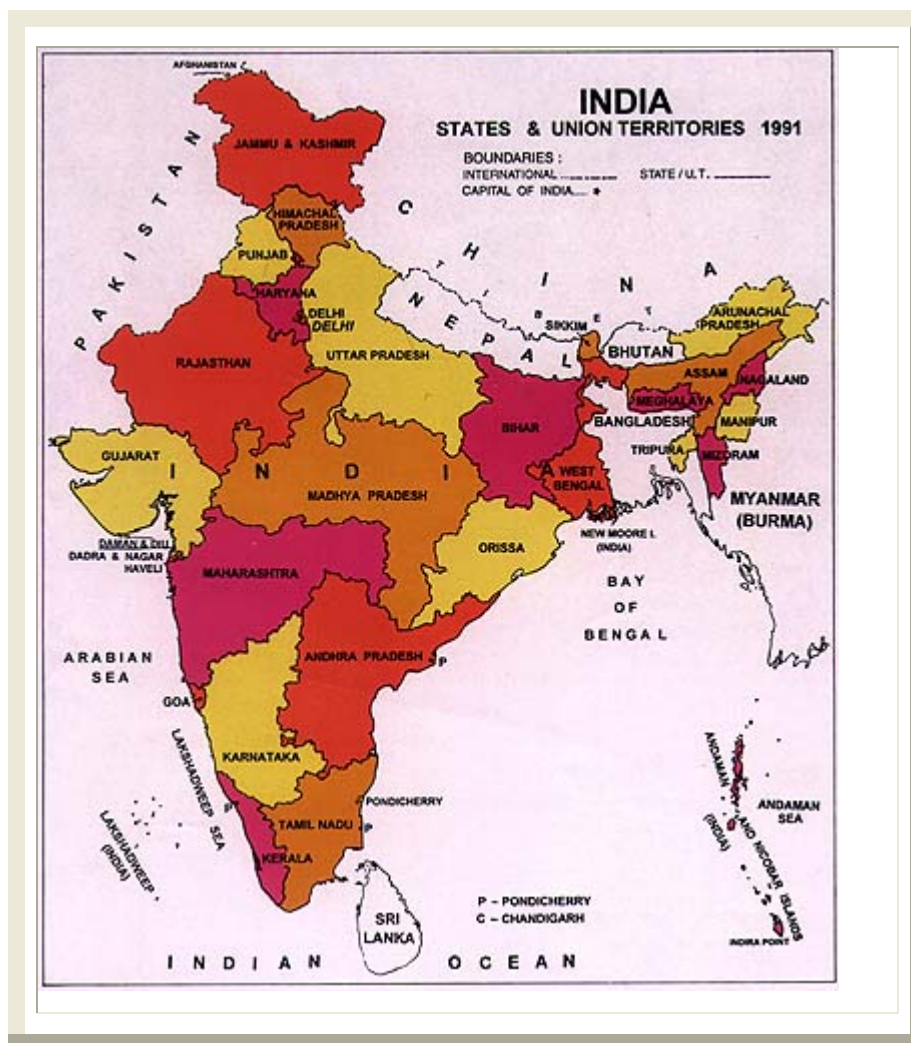 AFGHANISTAN
INDIA
STATES & UNION TERRITORIES 1991
BOUNDARIES :
INTERNATIONAL STATE / U.T.
CAPITAL OF INDIA.... *
JAMMU & KASHMIR
PAKISTAN
CHINA
TIBET
HIMACHAL
PRADESH
PUNJAB
HARYANA
DELHI
DELHI
NEPAL
SIKKIM
BHUTAN
ARUNACHAL
PRADESH
RAJASTHAN
UTTAR PRADESH
ASSAM
NAGALAND
MEGHALAYA
BIHAR
BANGLADESH
MANIPUR
TRIPURA
MIZORAM
GUJARAT
INDIA
MADHYA PRADESH
WEST
BENGAL
MYANMAR
(BURMA)
DAMAN & DIU
DADRA & NAGAR
HAVELI
MAHARASHTRA
ORISSA
NEW MOORE I.
(INDIA)
BAY
OF
BENGAL
ARABIAN
SEA
ANDHRA PRADESH
P
GOA
KARNATAKA
LAKSHADWEEP SEA
LAKSHADWEEP
(INDIA)
P
PONDICHERRY
TAMIL NADU
P
KERALA
ANDAMAN
AND NICOBAR ISLANDS
(INDIA)
ANDAMAN
SEA
INDIRA POINT
P – PONDICHERRY
C – CHANDIGARH
SRI
LANKA
INDIAN OCEAN